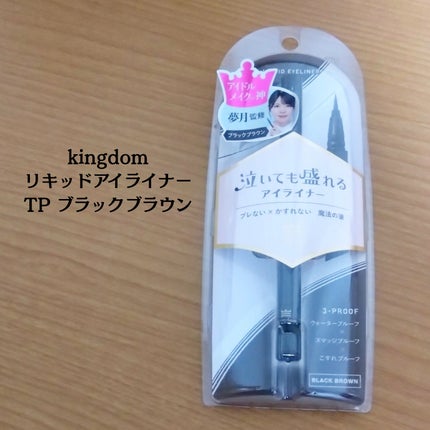 kingdom
リキッドアイライナー
TP ブラックブラウン
LIQUID EYELINER
アイドル
メイクの神
夢月監修
ブラックブラウン
泣いても盛れる
アイライナー
ブレない×かすれない 魔法の筆
3-PROOF
ウォータープルーフ
×
スマッジプルーフ
×
こすれプルーフ
BLACK BROWN